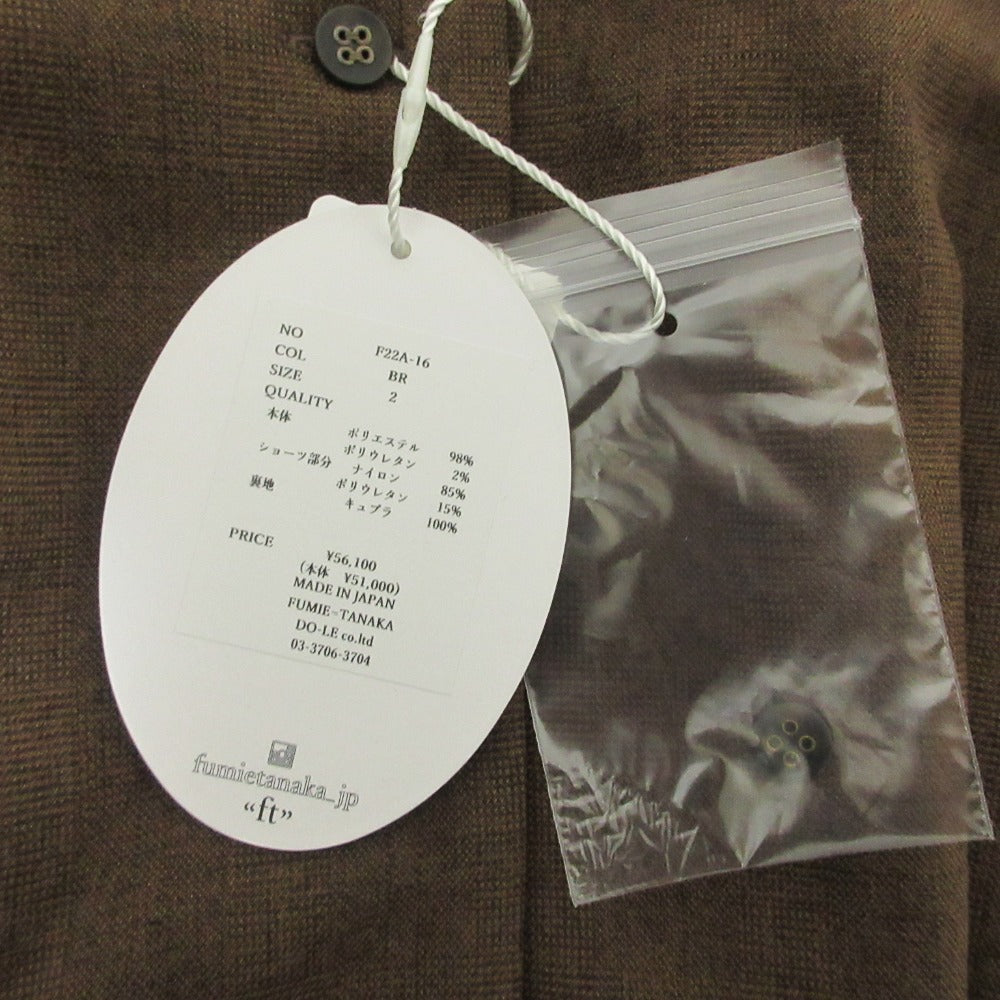 NO F22A-16
COL BR
SIZE 2
QUALITY
本体 ポリエステル 98%
ポリウレタン 2%
ショーツ部分 ナイロン 85%
ポリウレタン 15%
裏地 キュプラ 100%
PRICE ¥56,100
(本体 ¥51,000)
MADE IN JAPAN
FUMIE=TANAKA
DO-LE co.ltd
03-3706-3704
fumietanaka_jp
“ft”